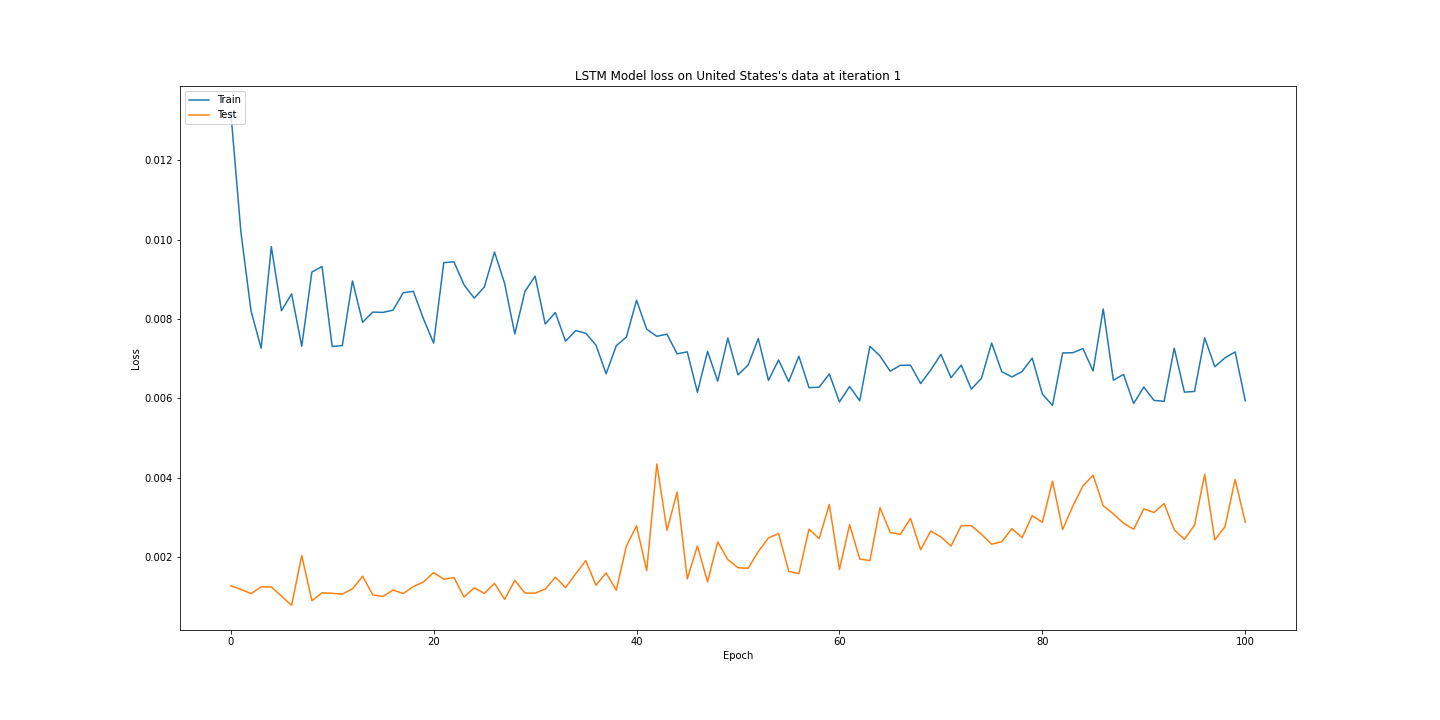 LSTM Model loss on United States's data at iteration 1
Train
Test
0.012
0.010
0.008
0.006
0.004
0.002
Loss
0 20 40 60 80 100
Epoch